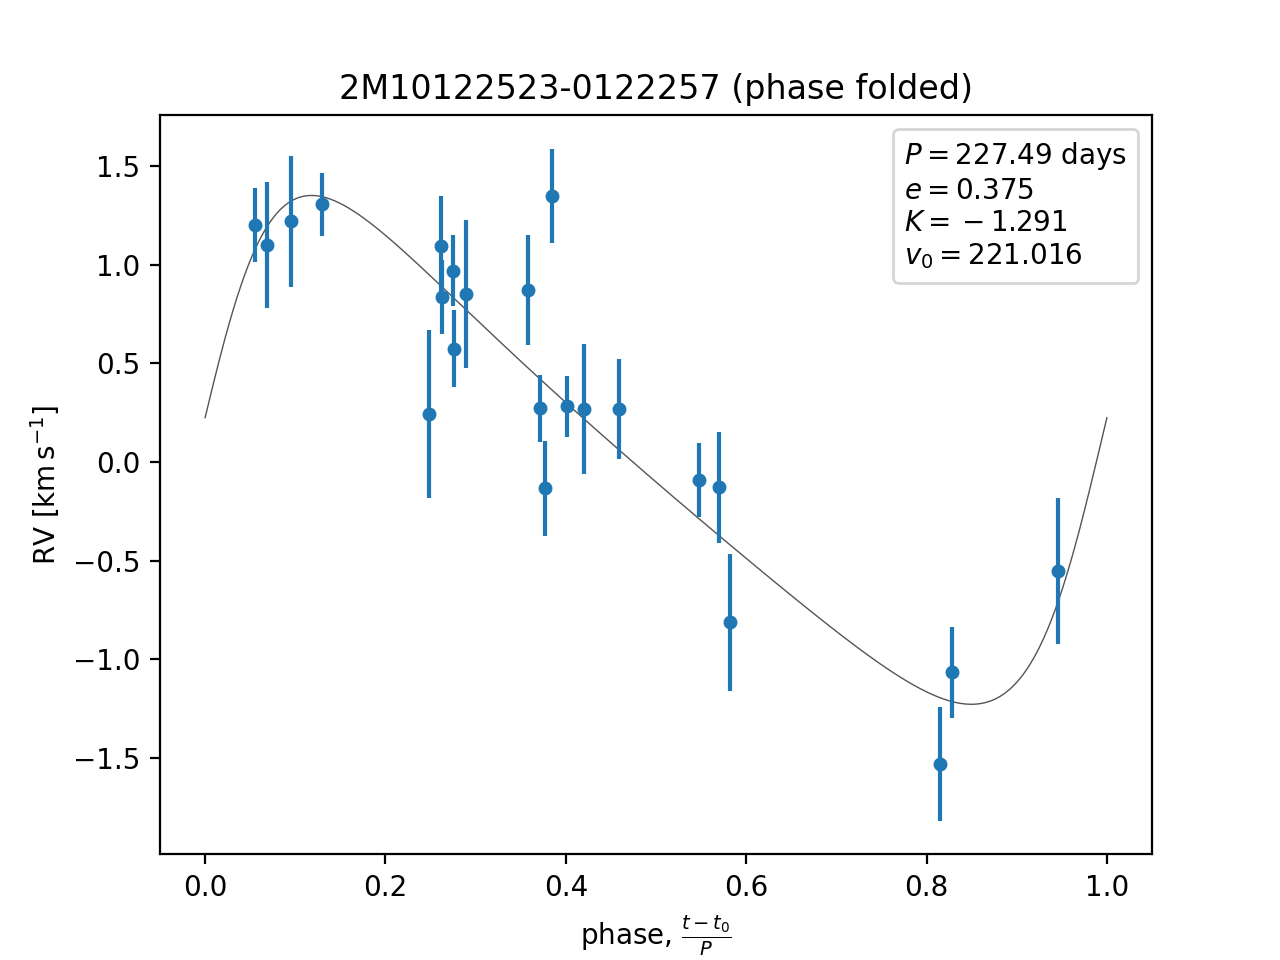 2M10122523-0122257 (phase folded)
P = 227.49 days
e = 0.375
K = −1.291
v₀ = 221.016
RV [km s⁻¹]
1.5
1.0
0.5
0.0
−0.5
−1.0
−1.5
0.0 0.2 0.4 0.6 0.8 1.0
phase, (t − t₀)/P